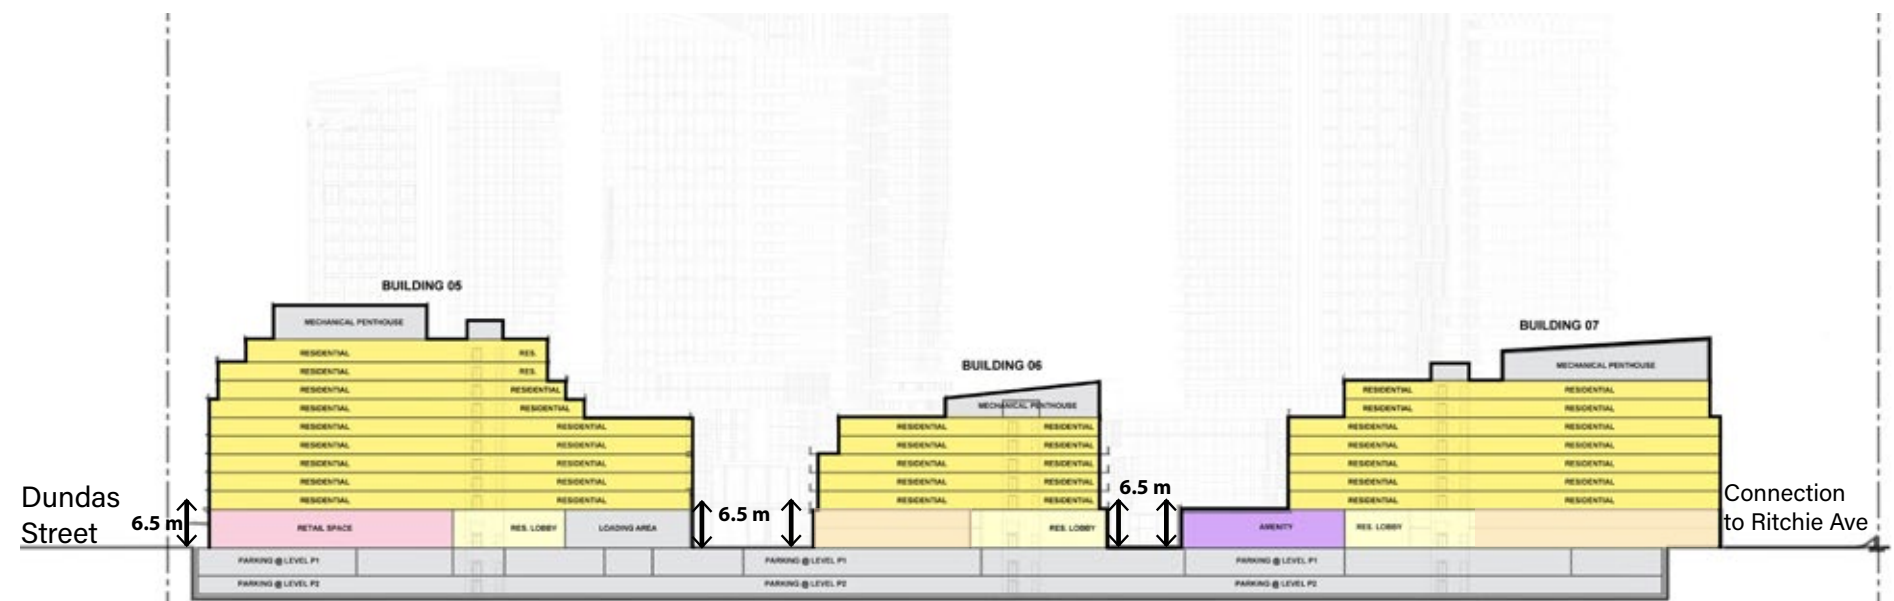 BUILDING 05
MECHANICAL PENTHOUSE
RESIDENTIAL RES.
RESIDENTIAL RES.
RESIDENTIAL RESIDENTIAL
RESIDENTIAL RESIDENTIAL
RESIDENTIAL RESIDENTIAL
RESIDENTIAL RESIDENTIAL
RESIDENTIAL RESIDENTIAL
RESIDENTIAL RESIDENTIAL
RESIDENTIAL RESIDENTIAL
Dundas
Street
6.5 m
RETAIL SPACE
RES. LOBBY
LOADING AREA
6.5 m
BUILDING 06
MECHANICAL PENTHOUSE
RESIDENTIAL RESIDENTIAL
RESIDENTIAL RESIDENTIAL
RESIDENTIAL RESIDENTIAL
RESIDENTIAL RESIDENTIAL
RESIDENTIAL RESIDENTIAL
RES. LOBBY
6.5 m
BUILDING 07
MECHANICAL PENTHOUSE
RESIDENTIAL RESIDENTIAL
RESIDENTIAL RESIDENTIAL
RESIDENTIAL RESIDENTIAL
RESIDENTIAL RESIDENTIAL
RESIDENTIAL RESIDENTIAL
RESIDENTIAL RESIDENTIAL
RESIDENTIAL RESIDENTIAL
AMENITY
RES. LOBBY
Connection
to Ritchie Ave
PARKING @ LEVEL P1 PARKING @ LEVEL P1 PARKING @ LEVEL P1
PARKING @ LEVEL P2 PARKING @ LEVEL P2 PARKING @ LEVEL P2